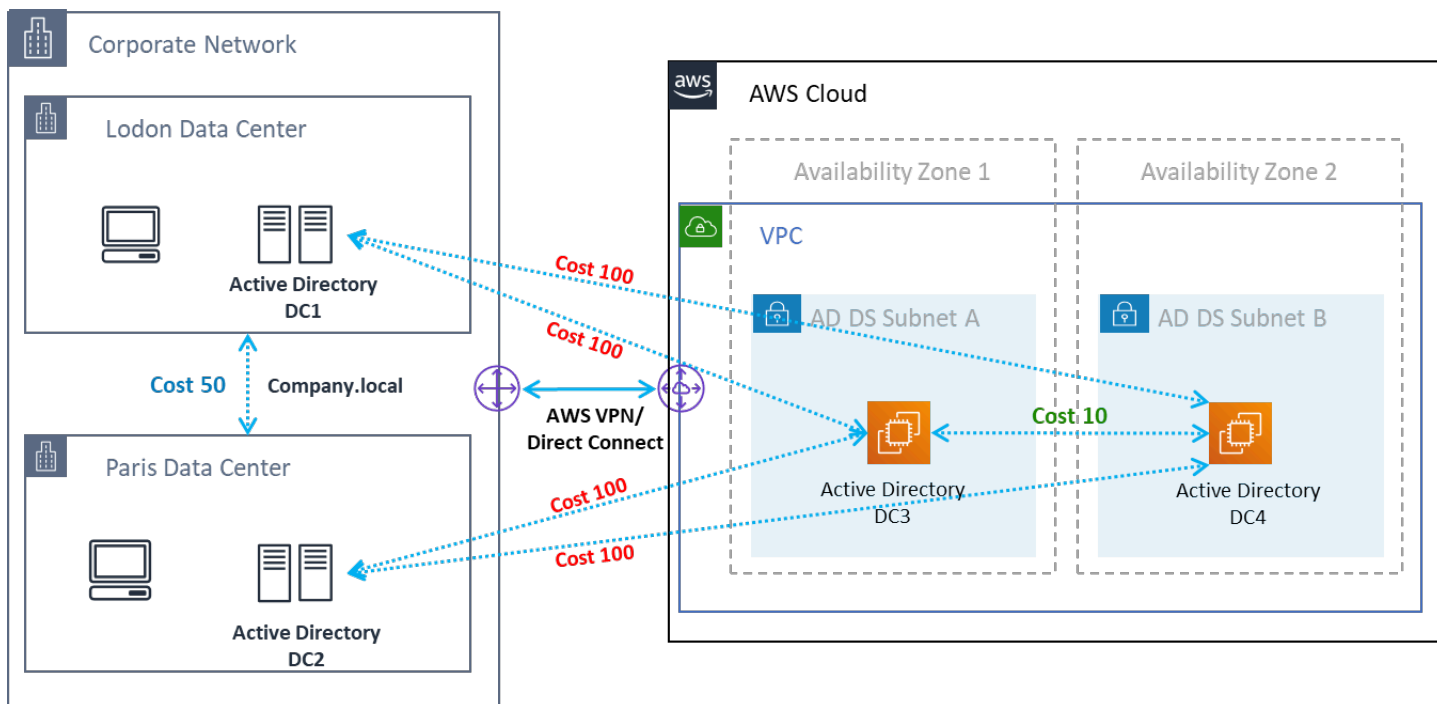 Corporate Network
Lodon Data Center
Active Directory
DC1
Cost 50
Company.local
Paris Data Center
Active Directory
DC2
AWS VPN/
Direct Connect
Cost 100
Cost 100
Cost 100
Cost 100
aws
AWS Cloud
Availability Zone 1
Availability Zone 2
VPC
AD DS Subnet A
AD DS Subnet B
Cost 10
Active Directory
DC3
Active Directory
DC4